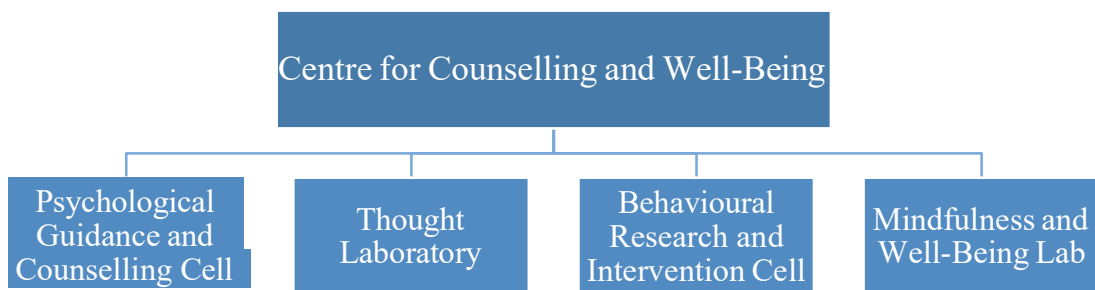 Centre for Counselling and Well-Being
Psychological
Guidance and
Counselling Cell
Thought
Laboratory
Behavioural
Research and
Intervention Cell
Mindfulness and
Well-Being Lab